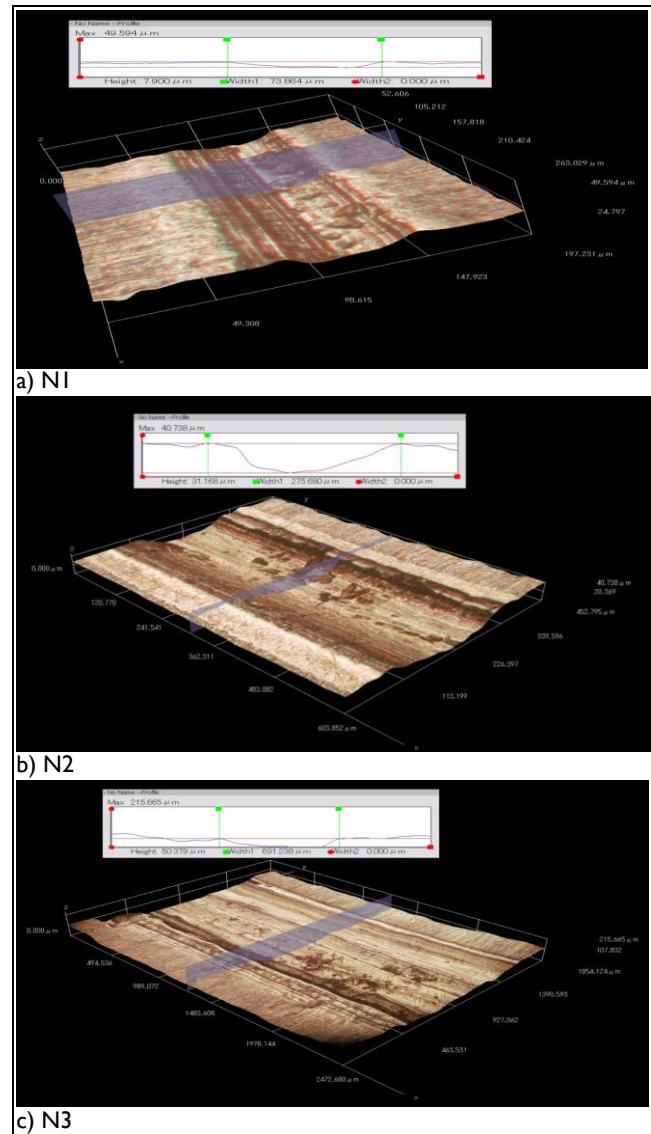 No Name --Profile
Max 49.594 μm
Height: 7.900 μm Width1: 73.864 μm Width2: 0.000 μm
52.606
105.212
z
y
157.818
210.424
0.000
263.029 μm
49.594 μm
24.797
197.231 μm
147.923
98.615
49.308
x
a) N1
No Name --Profile
Max 40.738 μm
Height: 31.168 μm Width1: 275.680 μm Width2: 0.000 μm
y
z
0.000 μm
40.738 μm
20.369
120.770
452.795 μm
241.541
339.596
362.311
226.397
483.082
113.199
603.852 μm
x
b) N2
No Name --Profile
Max 215.665 μm
Height: 50.379 μm Width1: 691.238 μm Width2: 0.000 μm
y
z
0.000 μm
215.665 μm
107.832
494.536
1854.124 μm
989.072
1390.593
1483.608
927.062
1978.144
463.531
2472.680 μm
x
c) N3